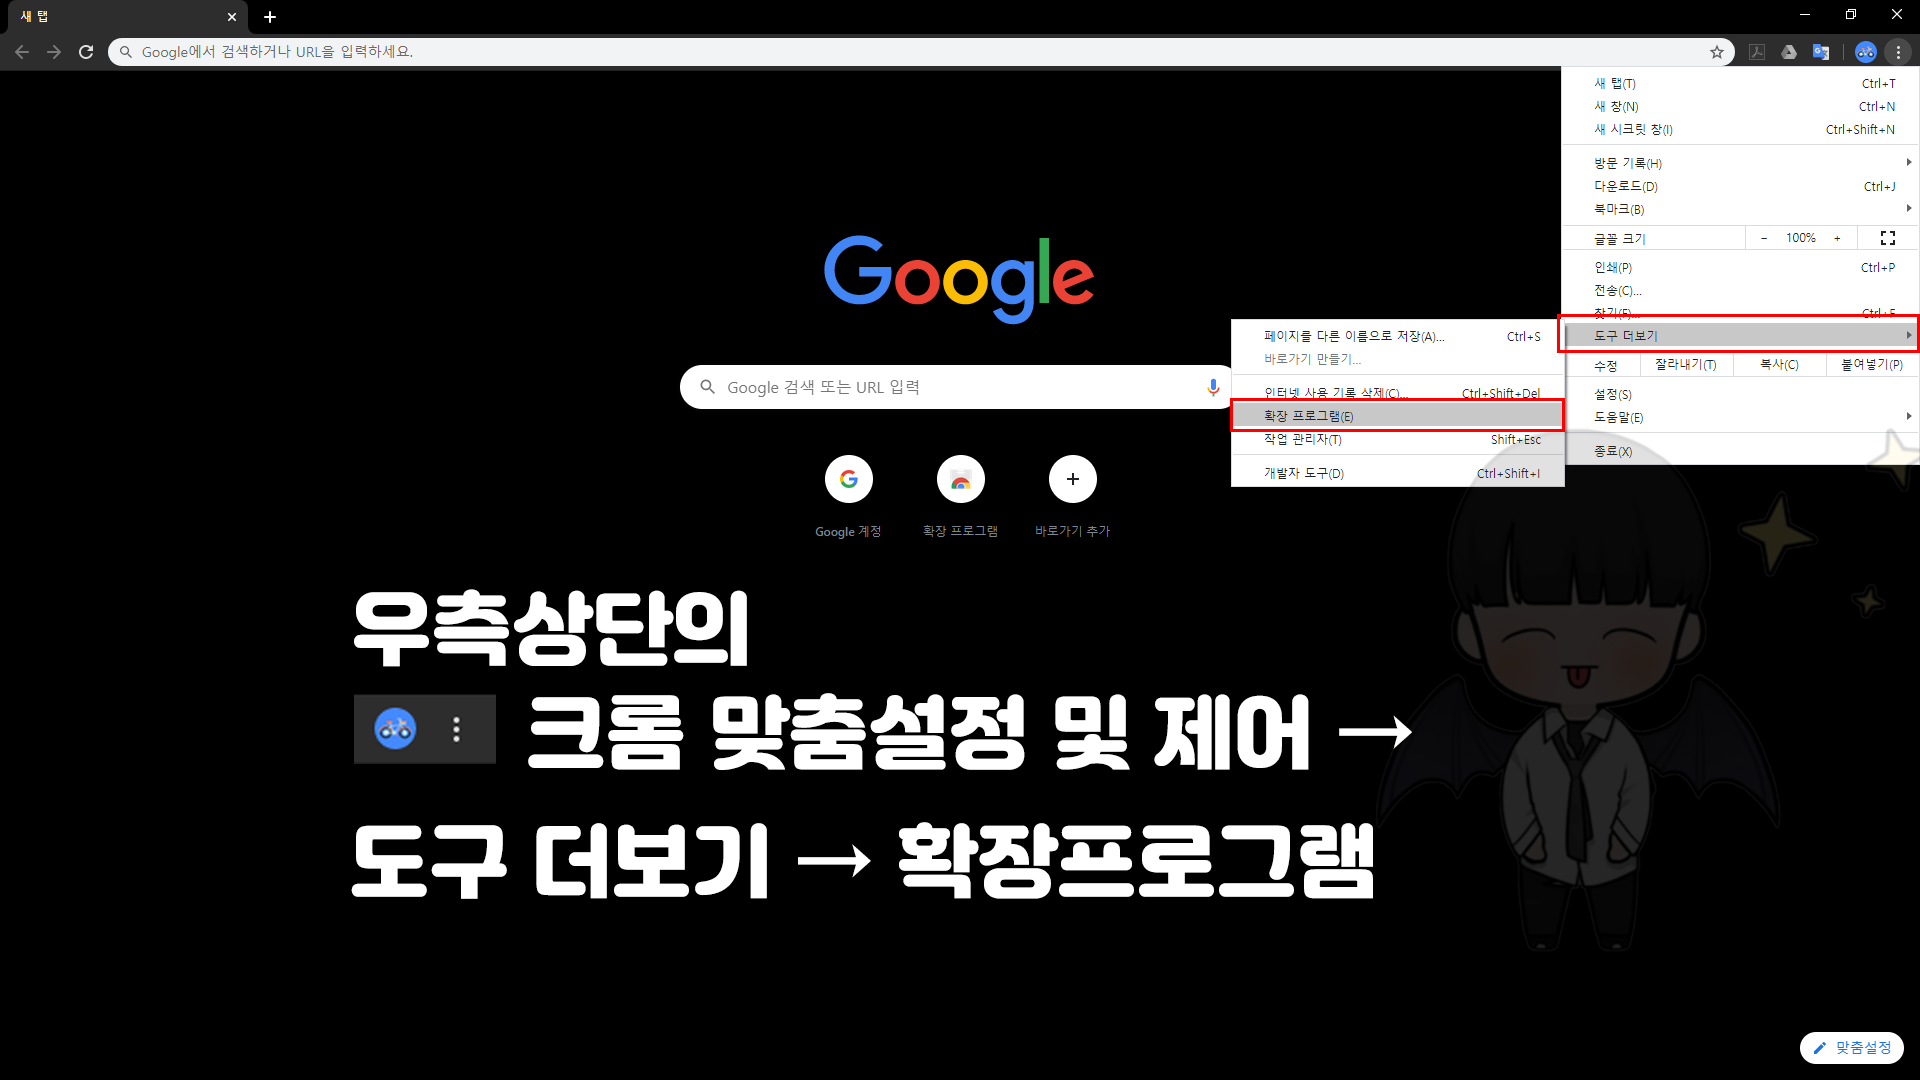 새 탭
Google에서 검색하거나 URL을 입력하세요.
새 탭(T) Ctrl+T
새 창(N) Ctrl+N
새 시크릿 창(I) Ctrl+Shift+N
방문 기록(H)
다운로드(D) Ctrl+J
북마크(B)
글꼴 크기 − 100% +
인쇄(P) Ctrl+P
전송(C)...
찾기(F)... Ctrl+F
도구 더보기
수정 잘라내기(T) 복사(C) 붙여넣기(P)
설정(S)
도움말(E)
종료(X)
페이지를 다른 이름으로 저장(A)... Ctrl+S
바로가기 만들기...
인터넷 사용 기록 삭제(C)... Ctrl+Shift+Del
확장 프로그램(E)
작업 관리자(T) Shift+Esc
개발자 도구(D) Ctrl+Shift+I
Google
Google 검색 또는 URL 입력
Google 계정 확장 프로그램 바로가기 추가
우측상단의
크롬 맞춤설정 및 제어 →
도구 더보기 → 확장프로그램
맞춤설정